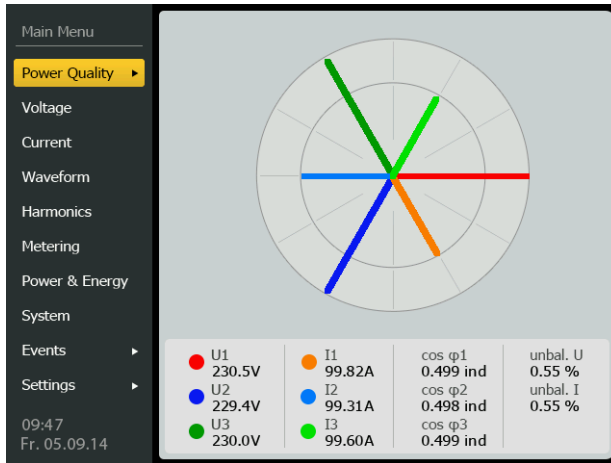 Main Menu
Power Quality
Voltage
Current
Waveform
Harmonics
Metering
Power & Energy
System
Events
Settings
09:47
Fr. 05.09.14
U1 I1 cos φ1 unbal. U
230.5V 99.82A 0.499 ind 0.55 %
U2 I2 cos φ2 unbal. I
229.4V 99.31A 0.498 ind 0.55 %
U3 I3 cos φ3
230.0V 99.60A 0.499 ind